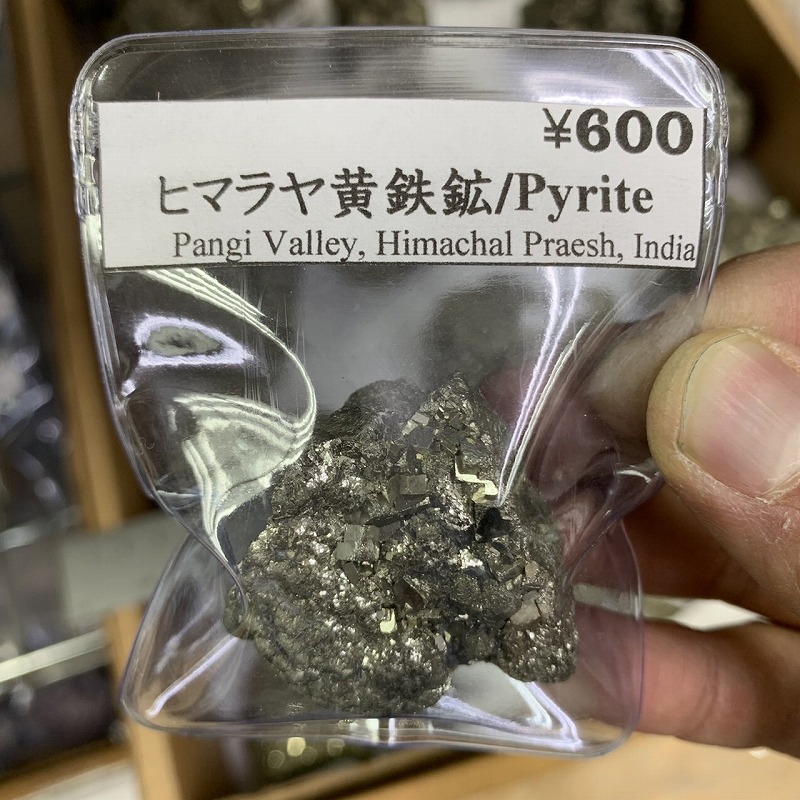 ¥600
ヒマラヤ黄鉄鉱/Pyrite
Pangi Valley, Himachal Praesh, India